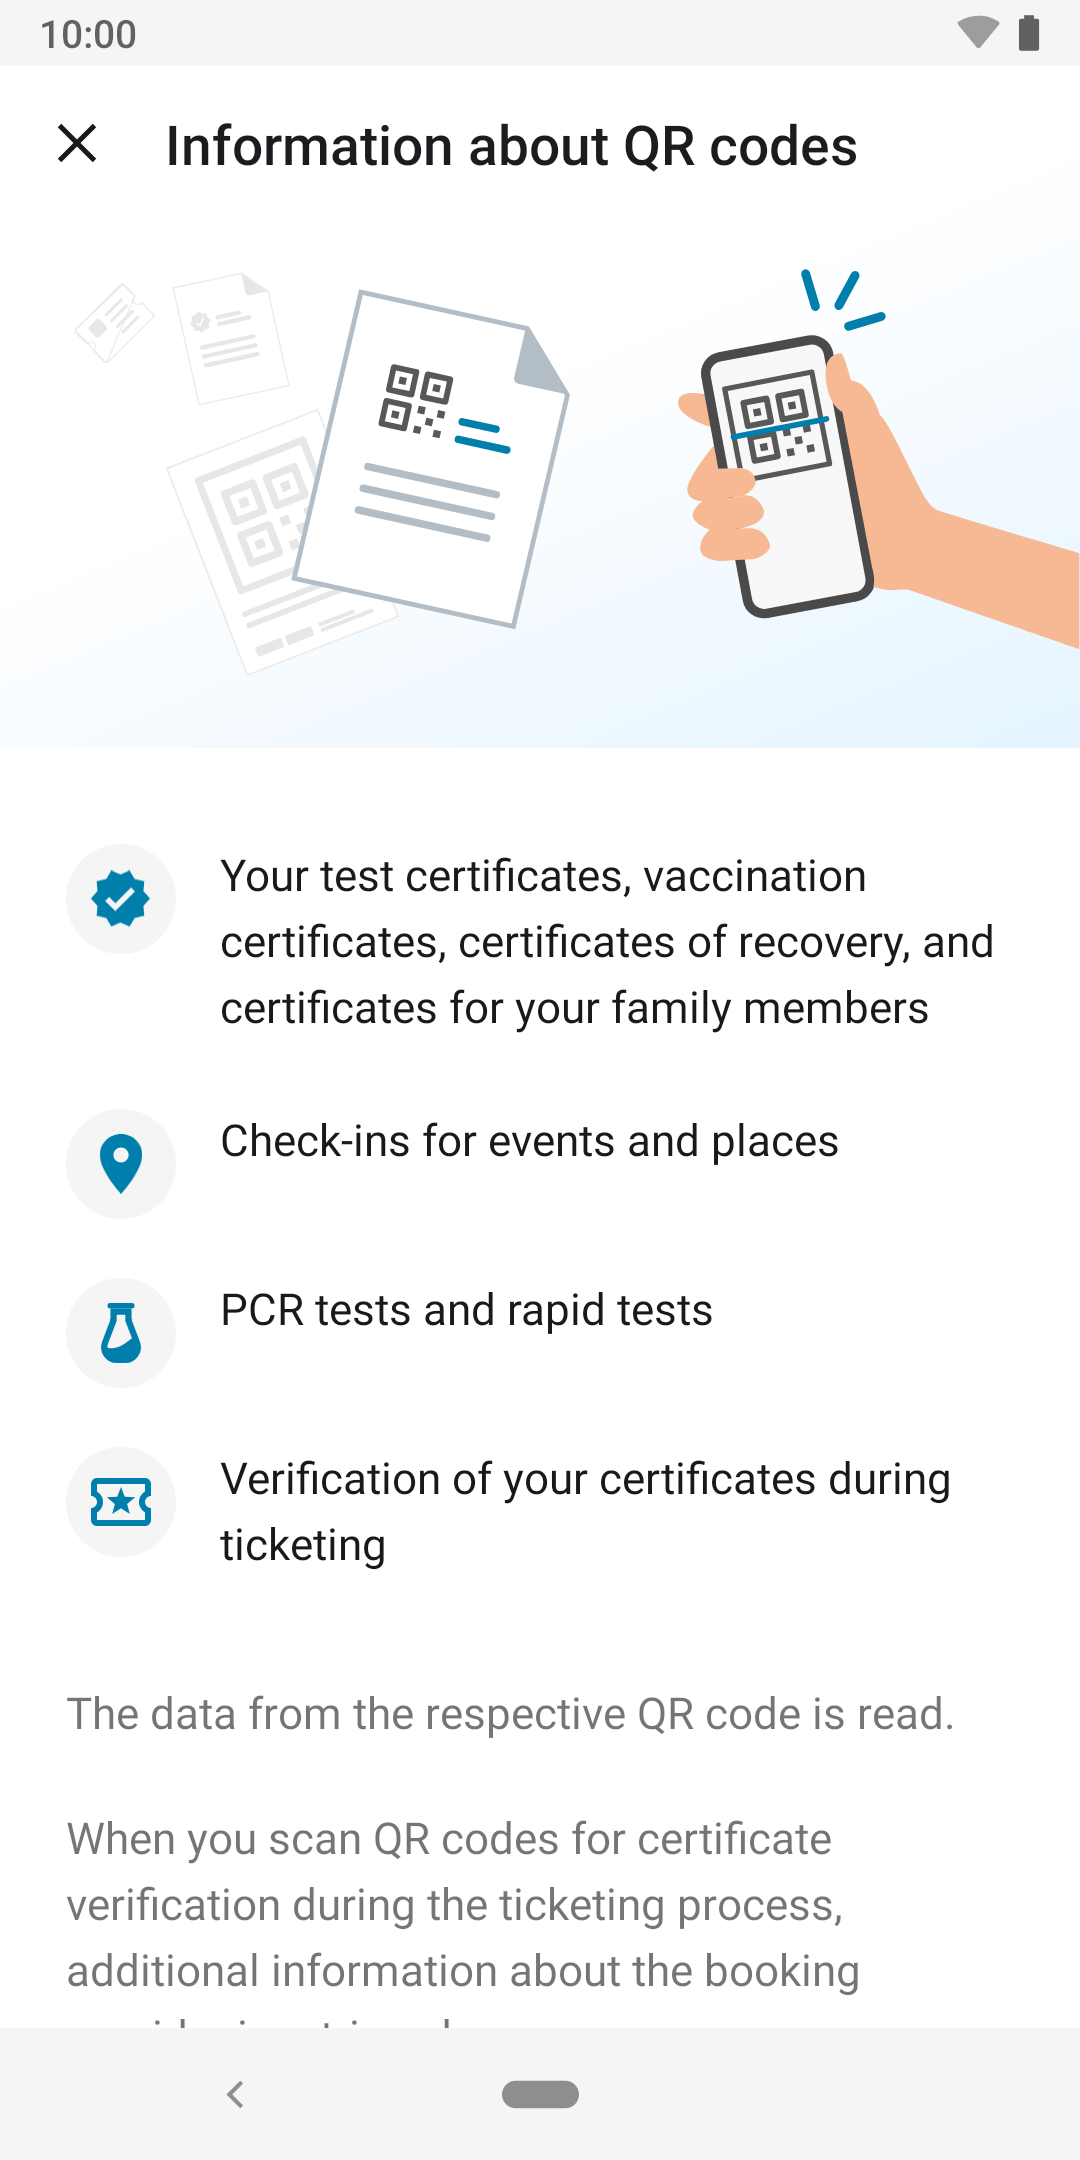 10:00
Information about QR codes
Your test certificates, vaccination
certificates, certificates of recovery, and
certificates for your family members
Check-ins for events and places
PCR tests and rapid tests
Verification of your certificates during
ticketing
The data from the respective QR code is read.
When you scan QR codes for certificate
verification during the ticketing process,
additional information about the booking